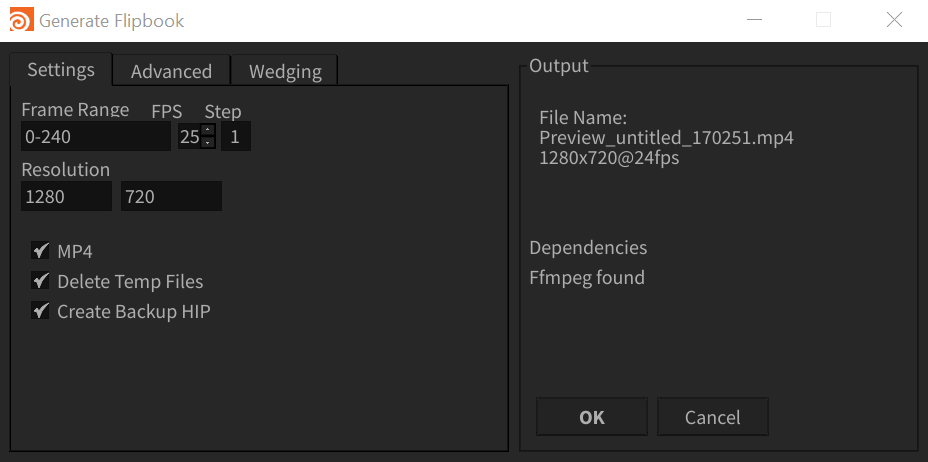 Generate Flipbook
Settings
Advanced
Wedging
Frame Range
FPS
Step
0-240
25
1
Resolution
1280
720
MP4
Delete Temp Files
Create Backup HIP
Output
File Name:
Preview_untitled_170251.mp4
1280x720@24fps
Dependencies
Ffmpeg found
OK
Cancel